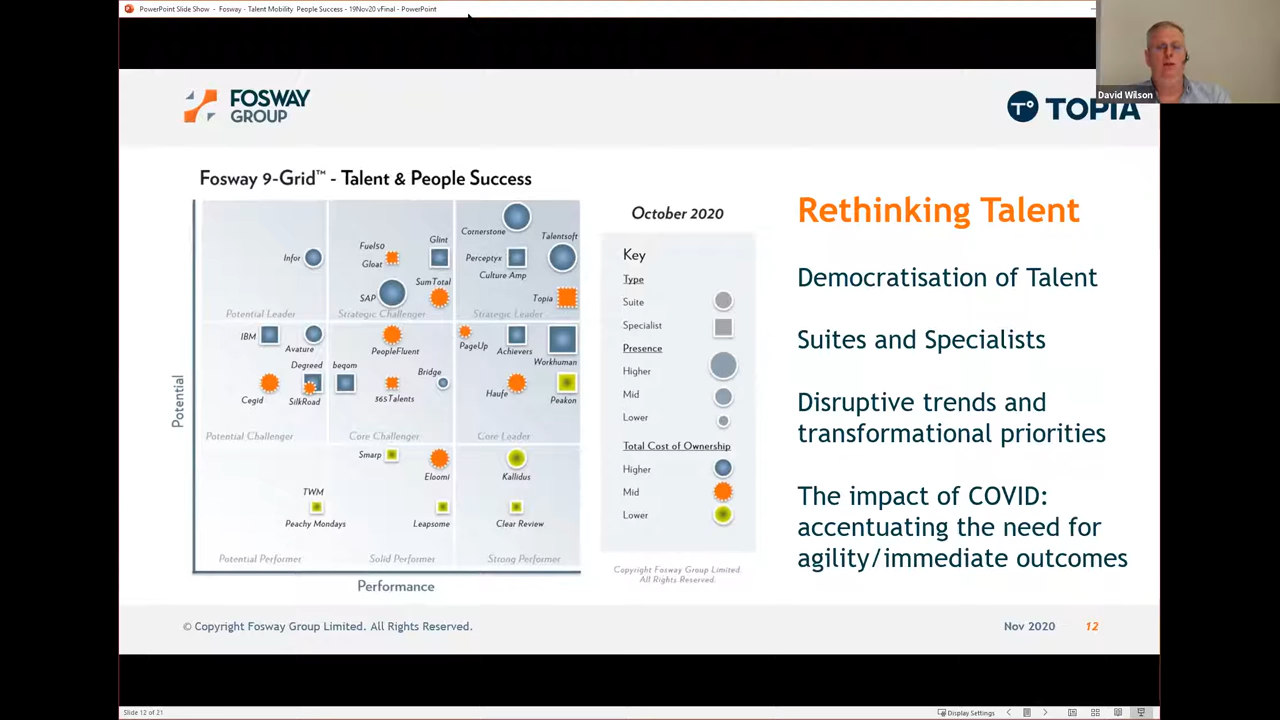 PowerPoint Slide Show - Fosway - Talent Mobility People Success - 19Nov20 vFinal - PowerPoint
David Wilson
FOSWAY
GROUP
T° TOPIA
Fosway 9-Grid™ - Talent & People Success
Potential
Infor
Potential Leader
Fuel50
Gloat
Glint
SumTotal
SAP
Strategic Challenger
Cornerstone
Talentsoft
Perceptyx
Culture Amp
Topia
Strategic Leader
IBM
Avature
Degreed
Cegid
SilkRoad
Potential Challenger
PeopleFluent
beqom
Bridge
365Talents
Core Challenger
PageUp
Achievers
Workhuman
Haufe
Peakon
Core Leader
TWM
Peachy Mondays
Potential Performer
Smarp
Eloomi
Leapsome
Solid Performer
Kallidus
Clear Review
Strong Performer
Performance
October 2020
Key
Type
Suite
Specialist
Presence
Higher
Mid
Lower
Total Cost of Ownership
Higher
Mid
Lower
Copyright Fosway Group Limited.
All Rights Reserved.
Rethinking Talent
Democratisation of Talent
Suites and Specialists
Disruptive trends and
transformational priorities
The impact of COVID:
accentuating the need for
agility/immediate outcomes
© Copyright Fosway Group Limited. All Rights Reserved.
Nov 2020 12
Slide 12 of 21
Display Settings